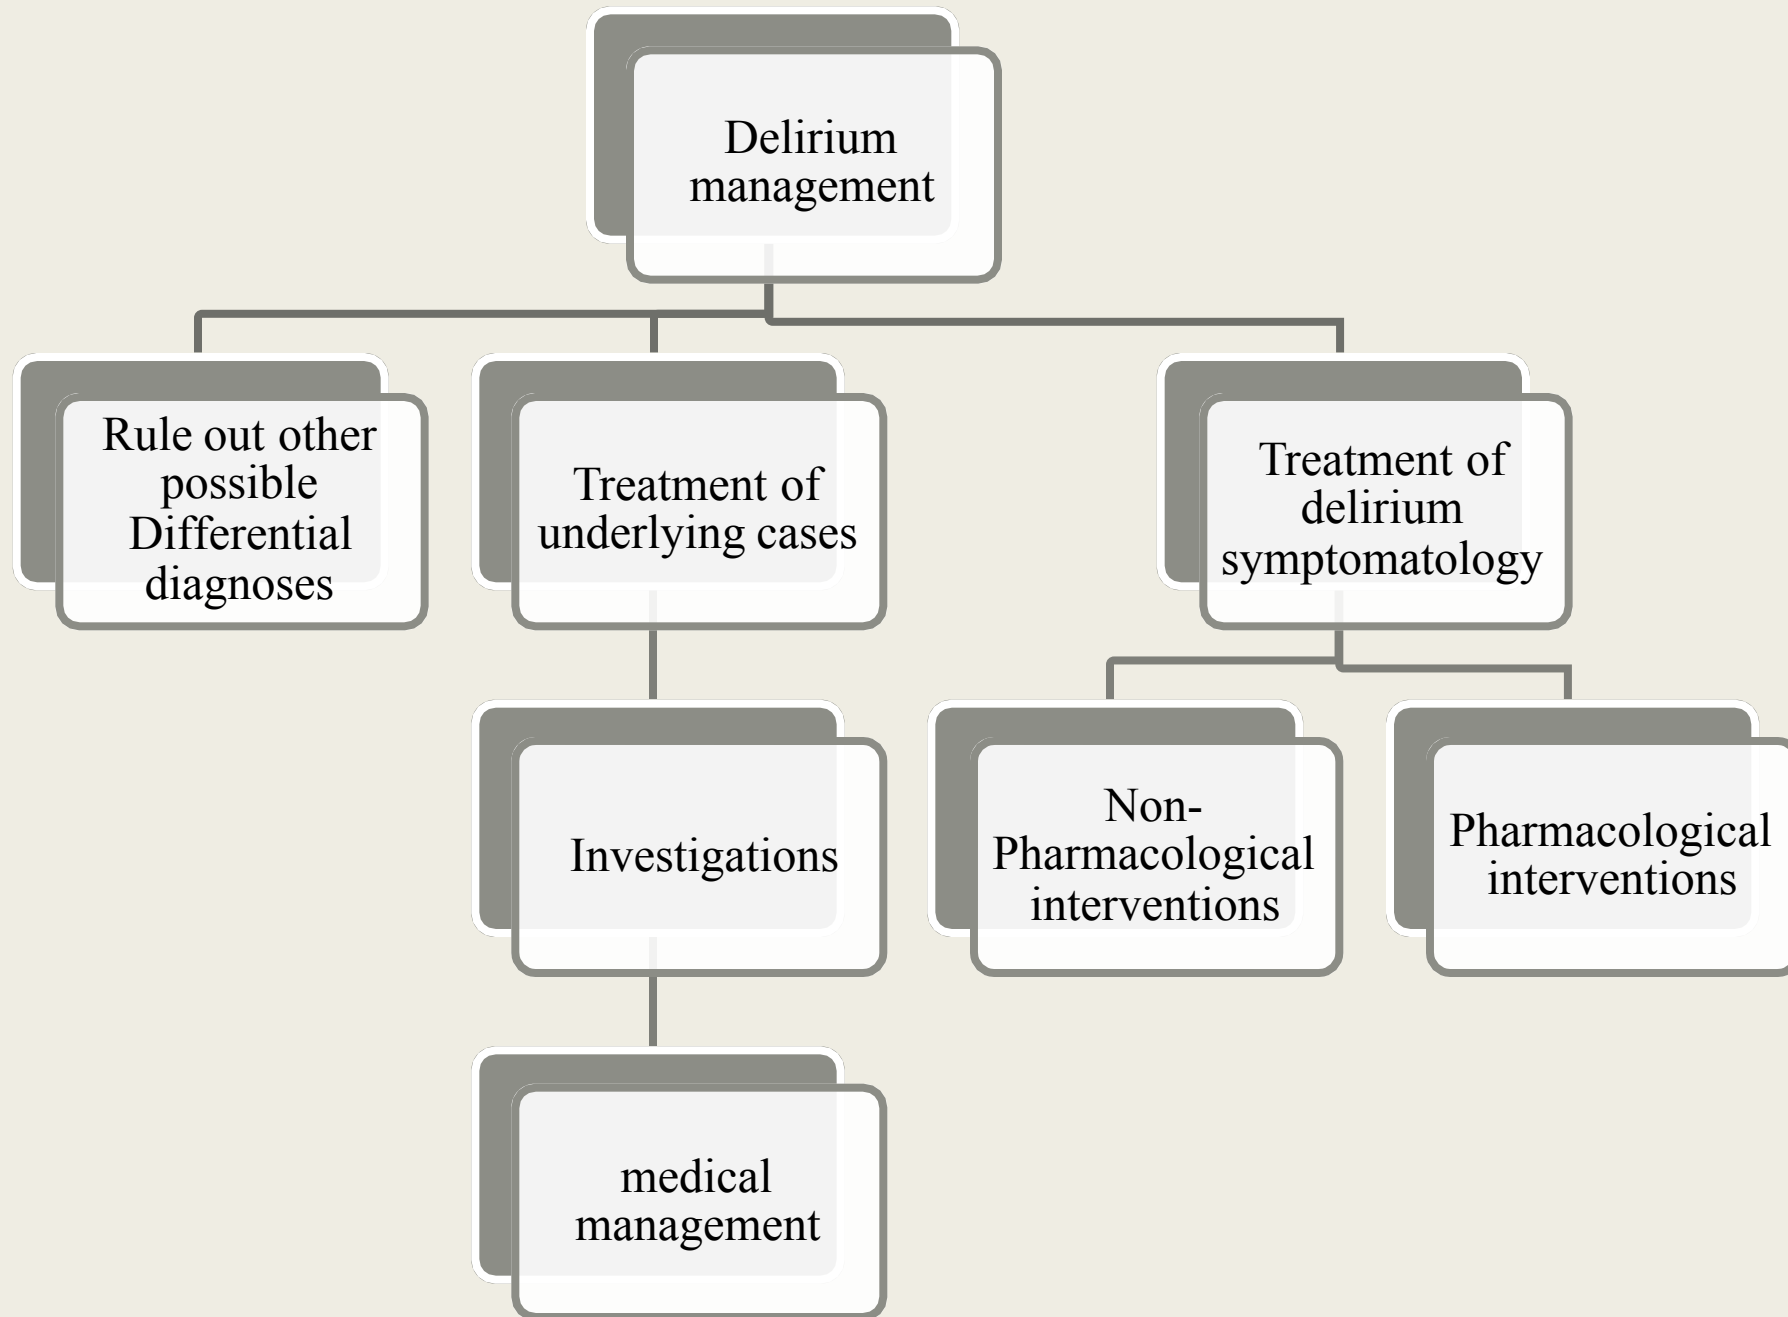 Delirium
management
Rule out other
possible
Differential
diagnoses
Treatment of
underlying cases
Treatment of
delirium
symptomatology
Investigations
Non-
Pharmacological
interventions
Pharmacological
interventions
medical
management